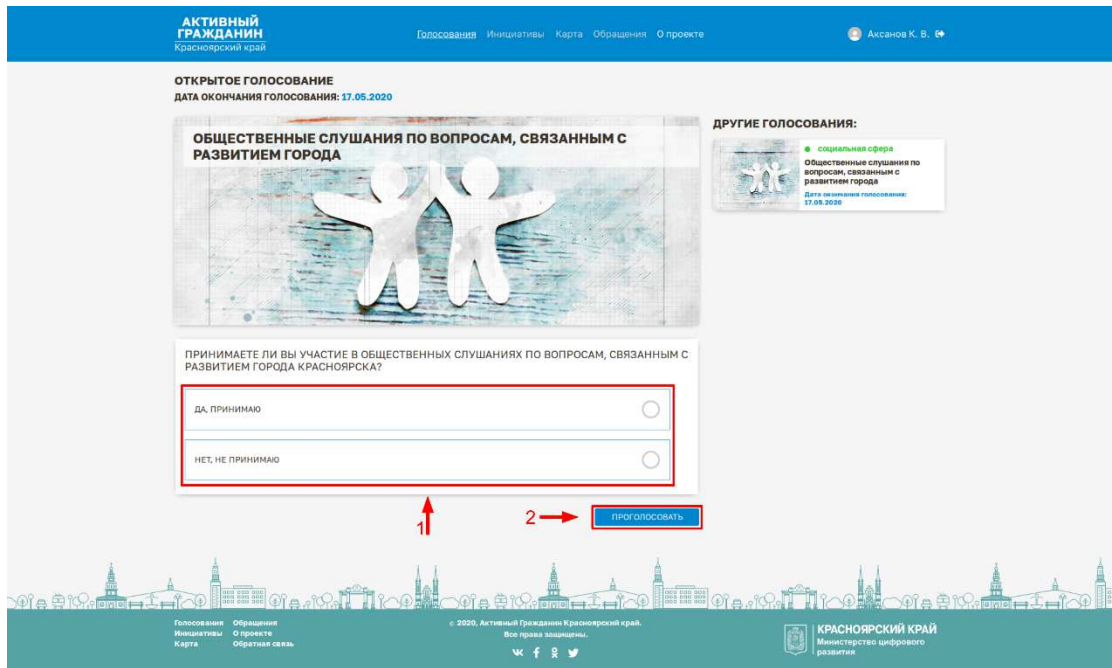 АКТИВНЫЙ
ГРАЖДАНИН
Красноярский край
Голосования Инициативы Карта Обращения О проекте
Аксанов К. В.
ОТКРЫТОЕ ГОЛОСОВАНИЕ
ДАТА ОКОНЧАНИЯ ГОЛОСОВАНИЯ: 17.05.2020
ОБЩЕСТВЕННЫЕ СЛУШАНИЯ ПО ВОПРОСАМ, СВЯЗАННЫМ С
РАЗВИТИЕМ ГОРОДА
ДРУГИЕ ГОЛОСОВАНИЯ:
социальная сфера
Общественные слушания по
вопросам, связанным с
развитием города
Дата окончания голосования:
17.05.2020
ПРИНИМАЕТЕ ЛИ ВЫ УЧАСТИЕ В ОБЩЕСТВЕННЫХ СЛУШАНИЯХ ПО ВОПРОСАМ, СВЯЗАННЫМ С
РАЗВИТИЕМ ГОРОДА КРАСНОЯРСКА?
ДА, ПРИНИМАЮ
НЕТ, НЕ ПРИНИМАЮ
1
2
ПРОГОЛОСОВАТЬ
Голосования Обращения
Инициативы О проекте
Карта Обратная связь
© 2020, Активный Гражданин Красноярский край.
Все права защищены.
КРАСНОЯРСКИЙ КРАЙ
Министерство цифрового
развития